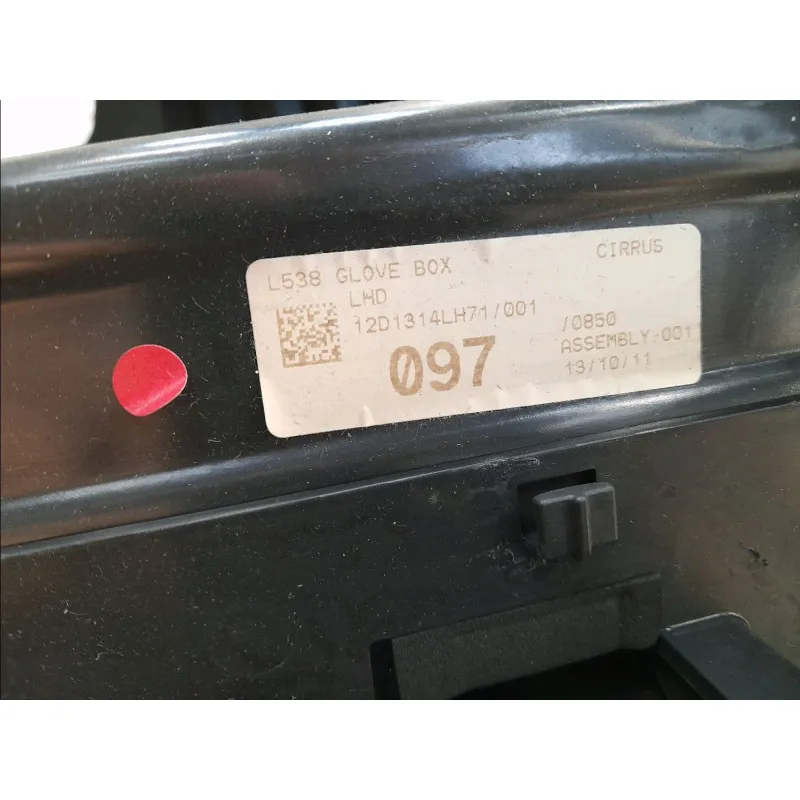 L538 GLOVE BOX CIRRUS
LHD
12D1314LH71/001 /0850
097 ASSEMBLY:001
13/10/11